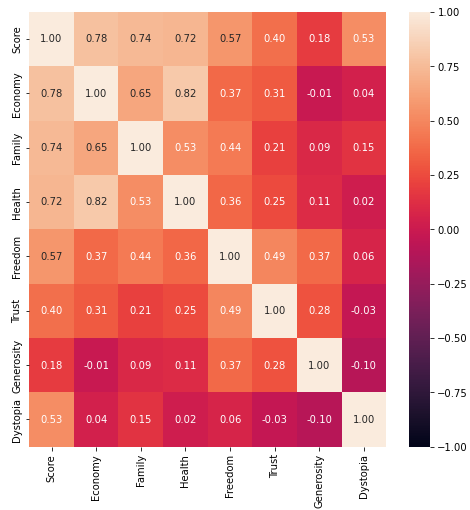 Score 1.00 0.78 0.74 0.72 0.57 0.40 0.18 0.53
Economy 0.78 1.00 0.65 0.82 0.37 0.31 -0.01 0.04
Family 0.74 0.65 1.00 0.53 0.44 0.21 0.09 0.15
Health 0.72 0.82 0.53 1.00 0.36 0.25 0.11 0.02
Freedom 0.57 0.37 0.44 0.36 1.00 0.49 0.37 0.06
Trust 0.40 0.31 0.21 0.25 0.49 1.00 0.28 -0.03
Generosity 0.18 -0.01 0.09 0.11 0.37 0.28 1.00 -0.10
Dystopia 0.53 0.04 0.15 0.02 0.06 -0.03 -0.10 1.00
Score Economy Family Health Freedom Trust Generosity Dystopia
1.00
0.75
0.50
0.25
0.00
−0.25
−0.50
−0.75
−1.00